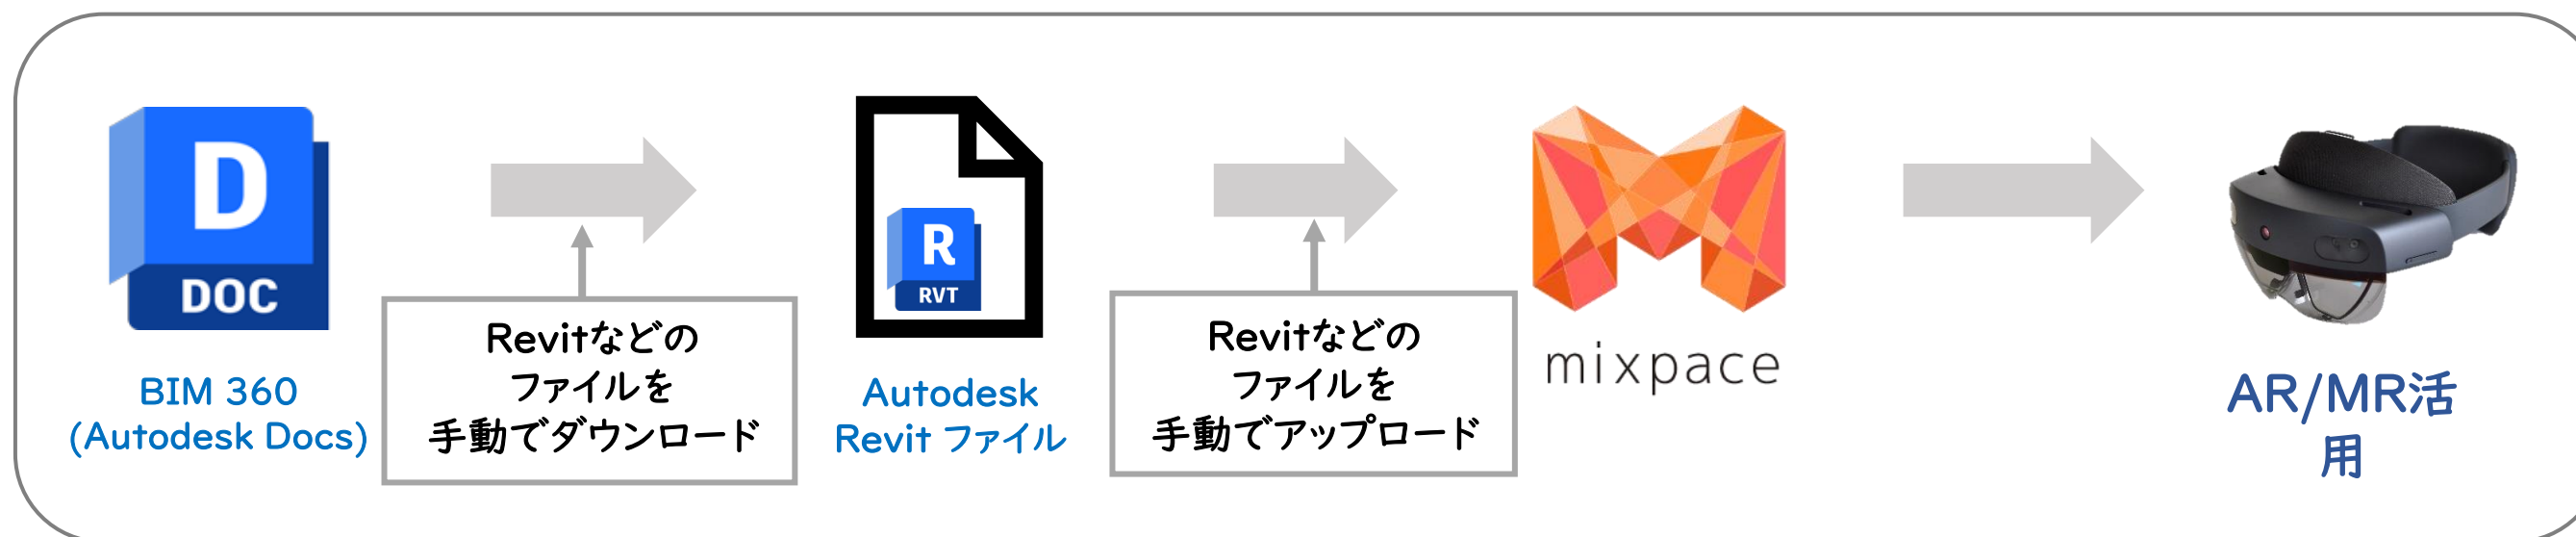 D
DOC
BIM 360
(Autodesk Docs)
Revitなどの
ファイルを
手動でダウンロード
R
RVT
Autodesk
Revit ファイル
Revitなどの
ファイルを
手動でアップロード
mixpace
AR/MR活
用